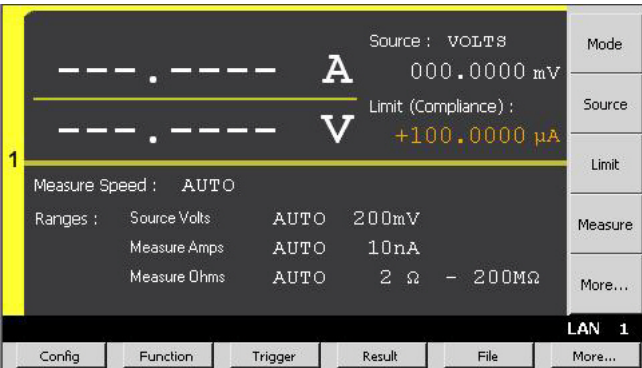 1
---.---- A
Source : VOLTS
000.0000 mV
---.---- V
Limit (Compliance) :
+100.0000 µA
Measure Speed : AUTO
Ranges : Source Volts AUTO 200mV
Measure Amps AUTO 10nA
Measure Ohms AUTO 2 Ω - 200MΩ
Mode
Source
Limit
Measure
More...
LAN 1
Config Function Trigger Result File More...